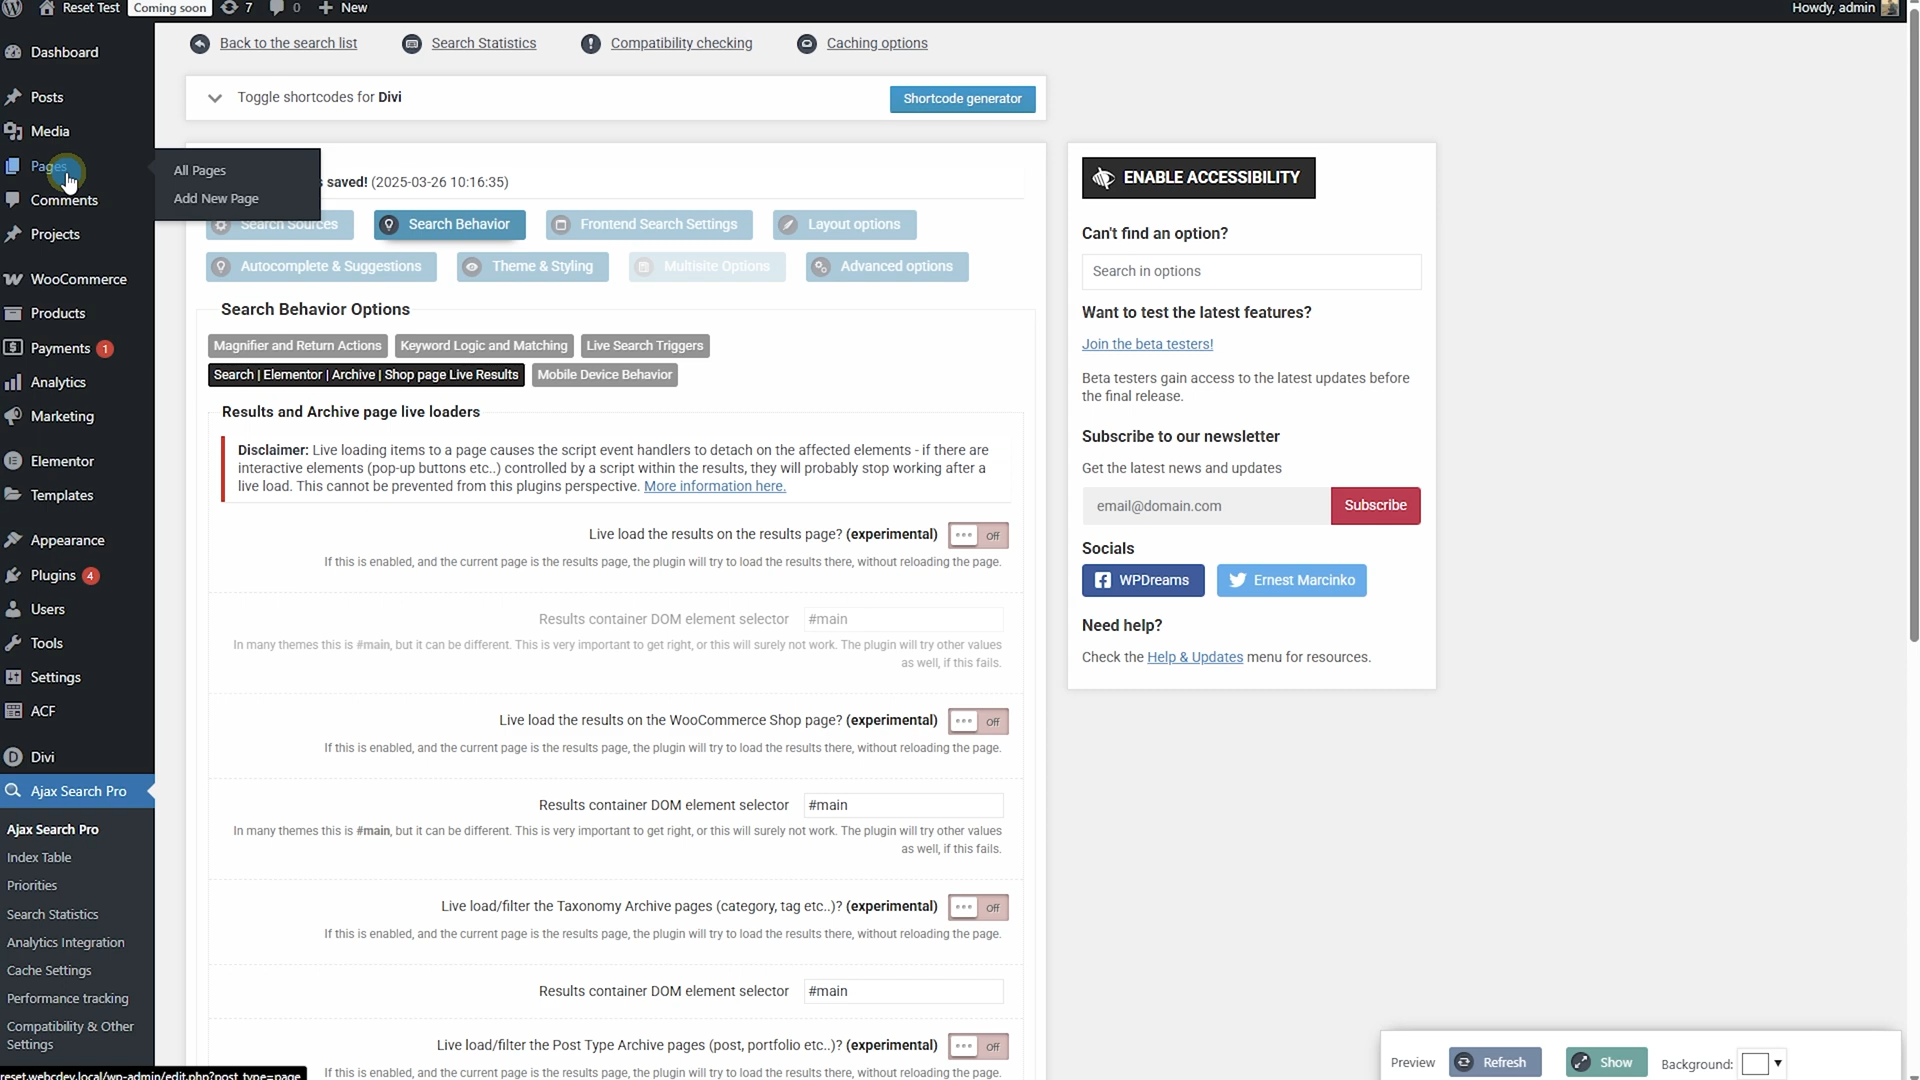 Reset Test
Coming soon
7
0
New
Howdy, admin
Dashboard
Posts
Media
Pages
Comments
Projects
WooCommerce
Products
Payments 1
Analytics
Marketing
Elementor
Templates
Appearance
Plugins 4
Users
Tools
Settings
ACF
Divi
Ajax Search Pro
Ajax Search Pro
Index Table
Priorities
Search Statistics
Analytics Integration
Cache Settings
Performance tracking
Compatibility & Other
Settings
reset.webcdev.local/wp-admin/edit.php?post_type=page
All Pages
Add New Page
Back to the search list
Search Statistics
Compatibility checking
Caching options
Toggle shortcodes for Divi
Shortcode generator
saved! (2025-03-26 10:16:35)
Search Sources
Search Behavior
Frontend Search Settings
Layout options
Autocomplete & Suggestions
Theme & Styling
Multisite Options
Advanced options
Search Behavior Options
Magnifier and Return Actions
Keyword Logic and Matching
Live Search Triggers
Search | Elementor | Archive | Shop page Live Results
Mobile Device Behavior
Results and Archive page live loaders
Disclaimer: Live loading items to a page causes the script event handlers to detach on the affected elements - if there are
interactive elements (pop-up buttons etc..) controlled by a script within the results, they will probably stop working after a
live load. This cannot be prevented from this plugins perspective. More information here.
Live load the results on the results page? (experimental)
Off
If this is enabled, and the current page is the results page, the plugin will try to load the results there, without reloading the page.
Results container DOM element selector
#main
In many themes this is #main, but it can be different. This is very important to get right, or this will surely not work. The plugin will try other values
as well, if this fails.
Live load the results on the WooCommerce Shop page? (experimental)
Off
If this is enabled, and the current page is the results page, the plugin will try to load the results there, without reloading the page.
Results container DOM element selector
#main
In many themes this is #main, but it can be different. This is very important to get right, or this will surely not work. The plugin will try other values
as well, if this fails.
Live load/filter the Taxonomy Archive pages (category, tag etc..)? (experimental)
Off
If this is enabled, and the current page is the results page, the plugin will try to load the results there, without reloading the page.
Results container DOM element selector
#main
Live load/filter the Post Type Archive pages (post, portfolio etc..)? (experimental)
Off
If this is enabled, and the current page is the results page, the plugin will try to load the results there, without reloading the page.
ENABLE ACCESSIBILITY
Can't find an option?
Search in options
Want to test the latest features?
Join the beta testers!
Beta testers gain access to the latest updates before
the final release.
Subscribe to our newsletter
Get the latest news and updates
email@domain.com
Subscribe
Socials
WPDreams
Ernest Marcinko
Need help?
Check the Help & Updates menu for resources.
Preview
Refresh
Show
Background: